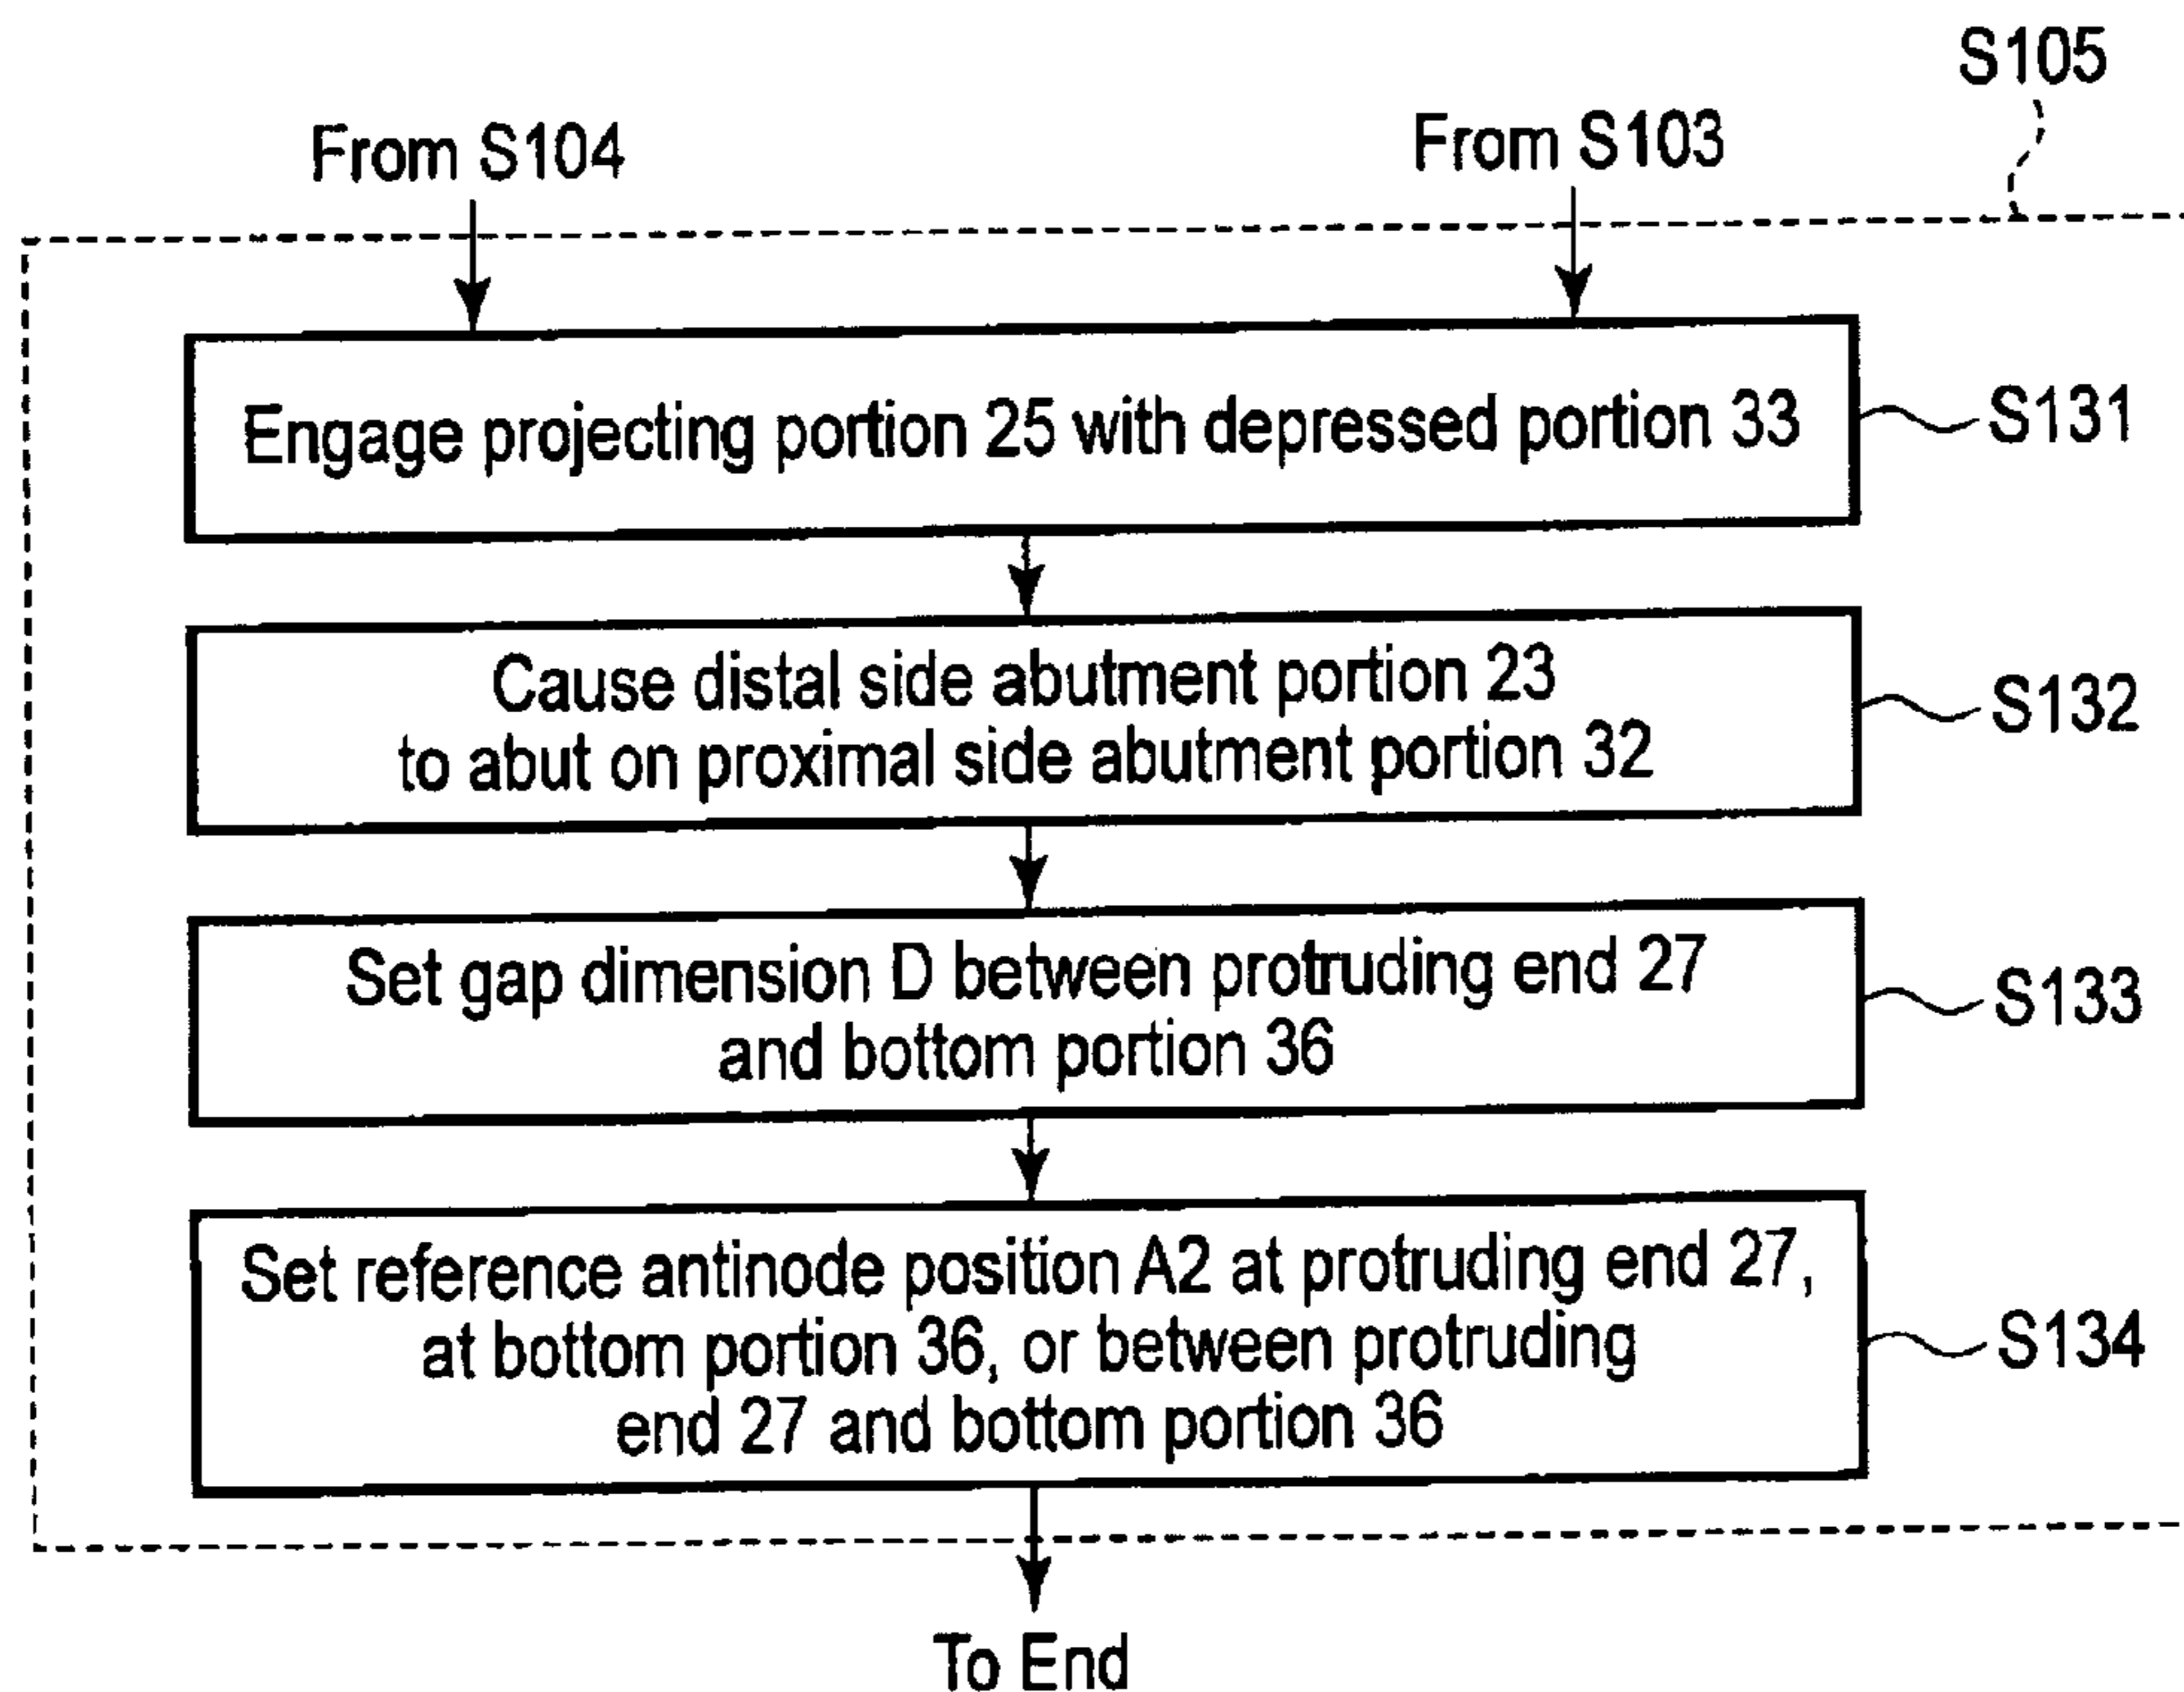 S105
From S104
From S103
Engage projecting portion 25 with depressed portion 33
S131
Cause distal side abutment portion 23
to abut on proximal side abutment portion 32
S132
Set gap dimension D between protruding end 27
and bottom portion 36
S133
Set reference antinode position A2 at protruding end 27,
at bottom portion 36, or between protruding
end 27 and bottom portion 36
S134
To End